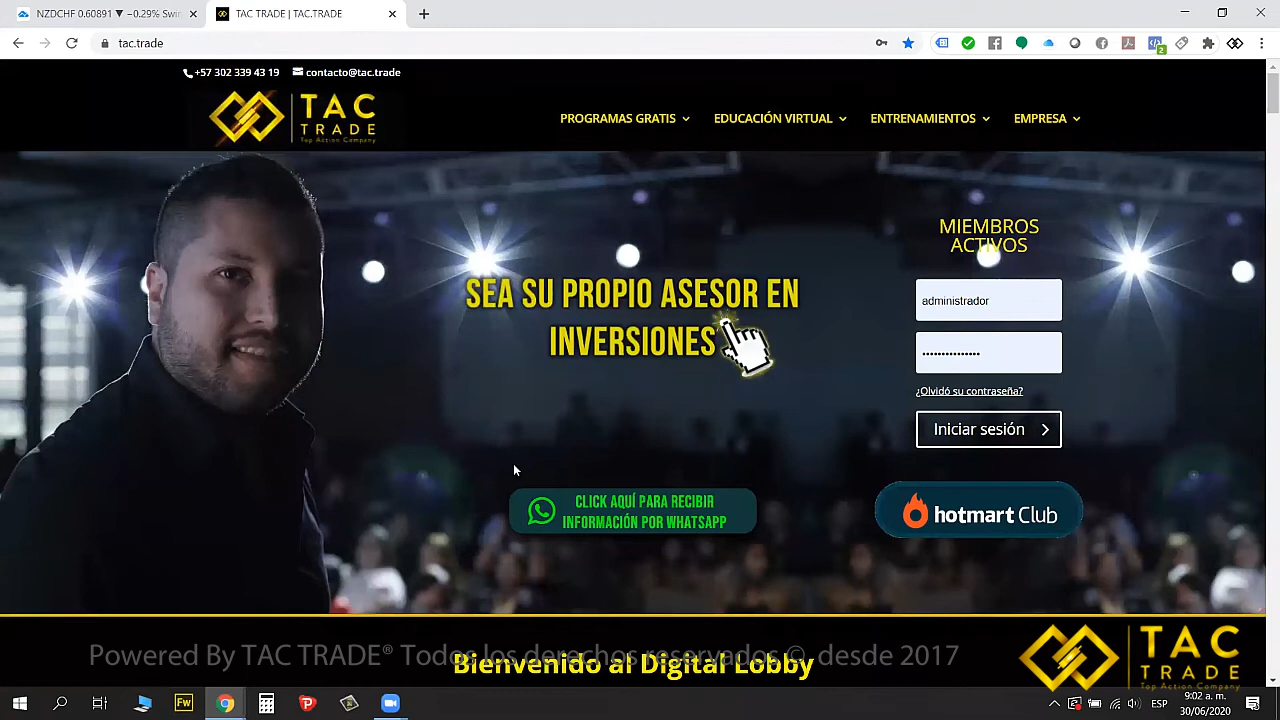 NZDCHF 0.60891 ▼ −0.29% Swin
TAC TRADE | TAC.TRADE
tac.trade
2
+57 302 339 43 19
contacto@tac.trade
TAC
TRADE
Top Action Company
PROGRAMAS GRATIS
EDUCACIÓN VIRTUAL
ENTRENAMIENTOS
EMPRESA
MIEMBROS
ACTIVOS
SEA SU PROPIO ASESOR EN
INVERSIONES
administrador
•••••••••••••••
¿Olvidó su contraseña?
Iniciar sesión
CLICK AQUÍ PARA RECIBIR
INFORMACIÓN POR WHATSAPP
hotmart Club
Powered By TAC TRADE® Todos los derechos reservados ©, desde 2017
Bienvenido al Digital Lobby
TAC
TRADE
Top Action Company
Fw
ESP
9:02 a. m.
30/06/2020